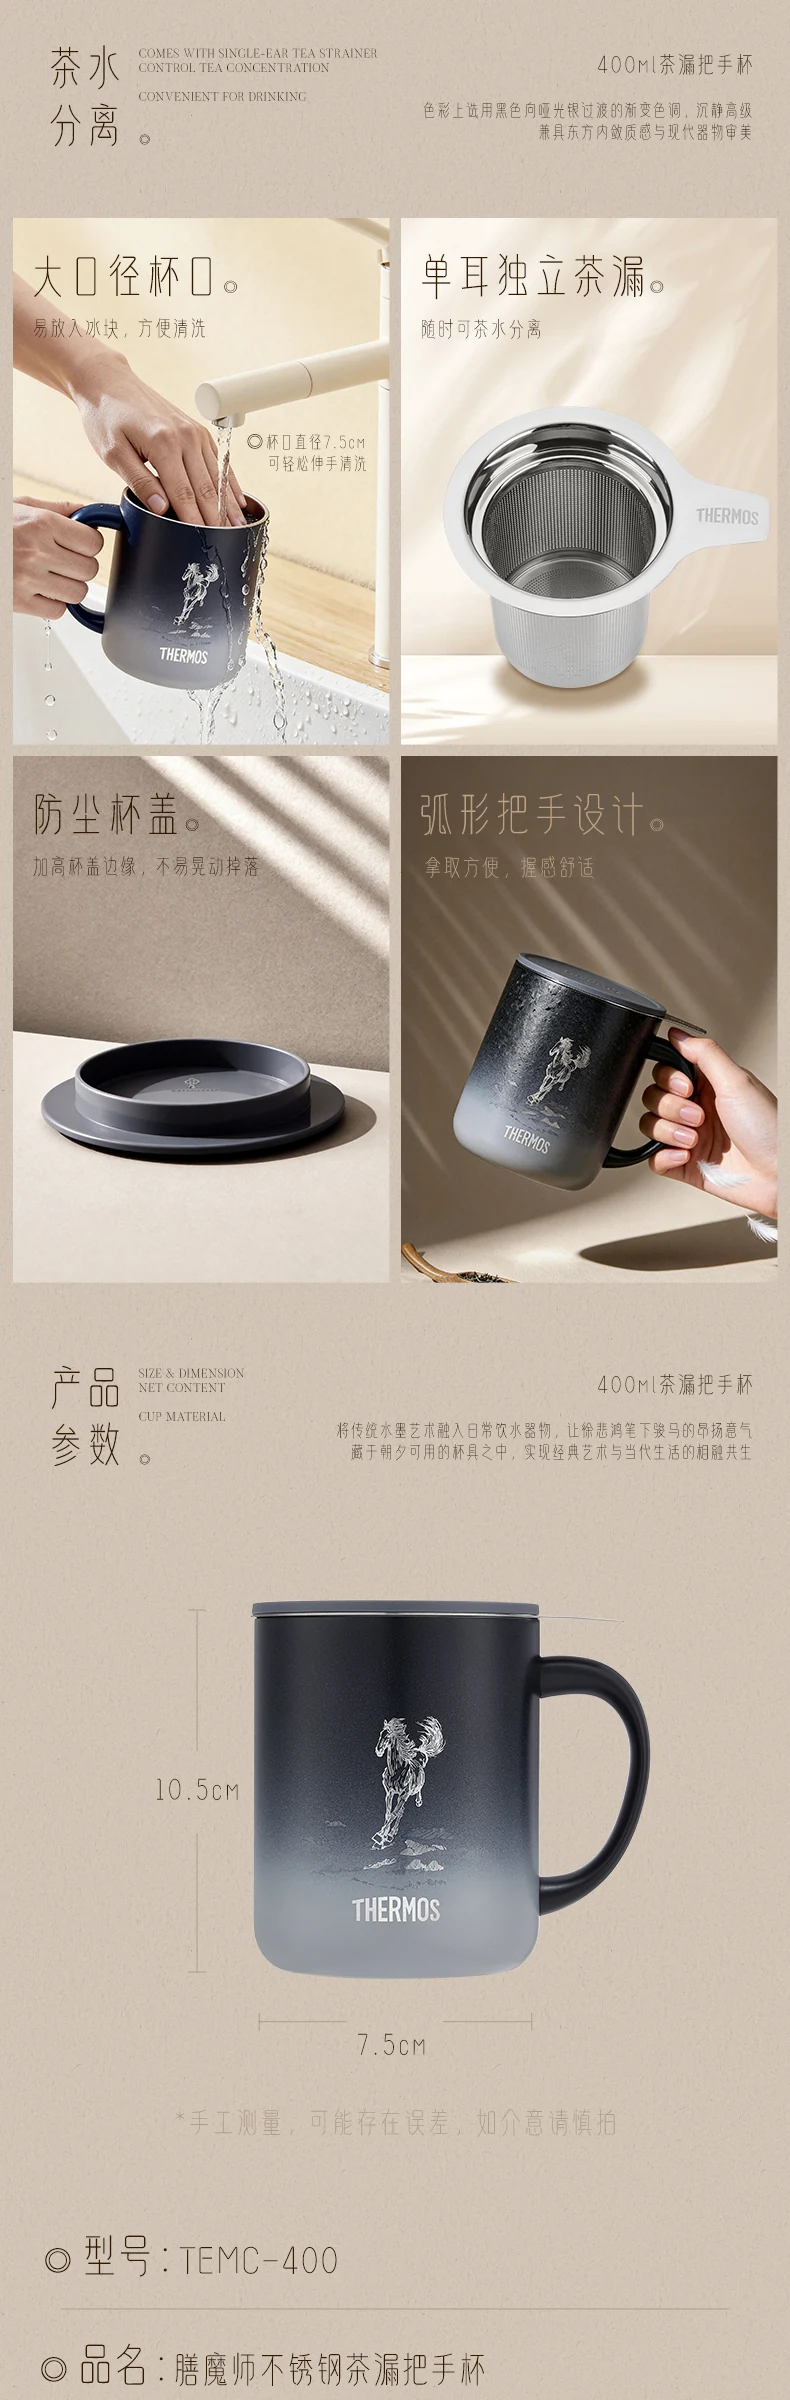 茶水
分离。
COMES WITH SINGLE-EAR TEA STRAINER
CONTROL TEA CONCENTRATION
CONVENIENT FOR DRINKING
400ml茶漏把手杯
色彩上选用黑色向哑光银过渡的渐变色调，沉静高级
兼具东方内敛质感与现代器物审美
大口径杯口。
易放入冰块，方便清洗
◎杯口直径7.5cm
可轻松伸手清洗
THERMOS
单耳独立茶漏。
随时可茶水分离
THERMOS
防尘杯盖。
加高杯盖边缘，不易晃动掉落
弧形把手设计。
拿取方便，握感舒适
THERMOS
产品
参数。
SIZE & DIMENSION
NET CONTENT
CUP MATERIAL
400ml茶漏把手杯
将传统水墨艺术融入日常饮水器物，让徐悲鸿笔下骏马的昂扬意气
藏于朝夕可用的杯具之中，实现经典艺术与当代生活的相融共生
10.5cm
THERMOS
7.5cm
*手工测量，可能存在误差，如介意请慎拍
◎型号：TEMC-400
◎品名：膳魔师不锈钢茶漏把手杯